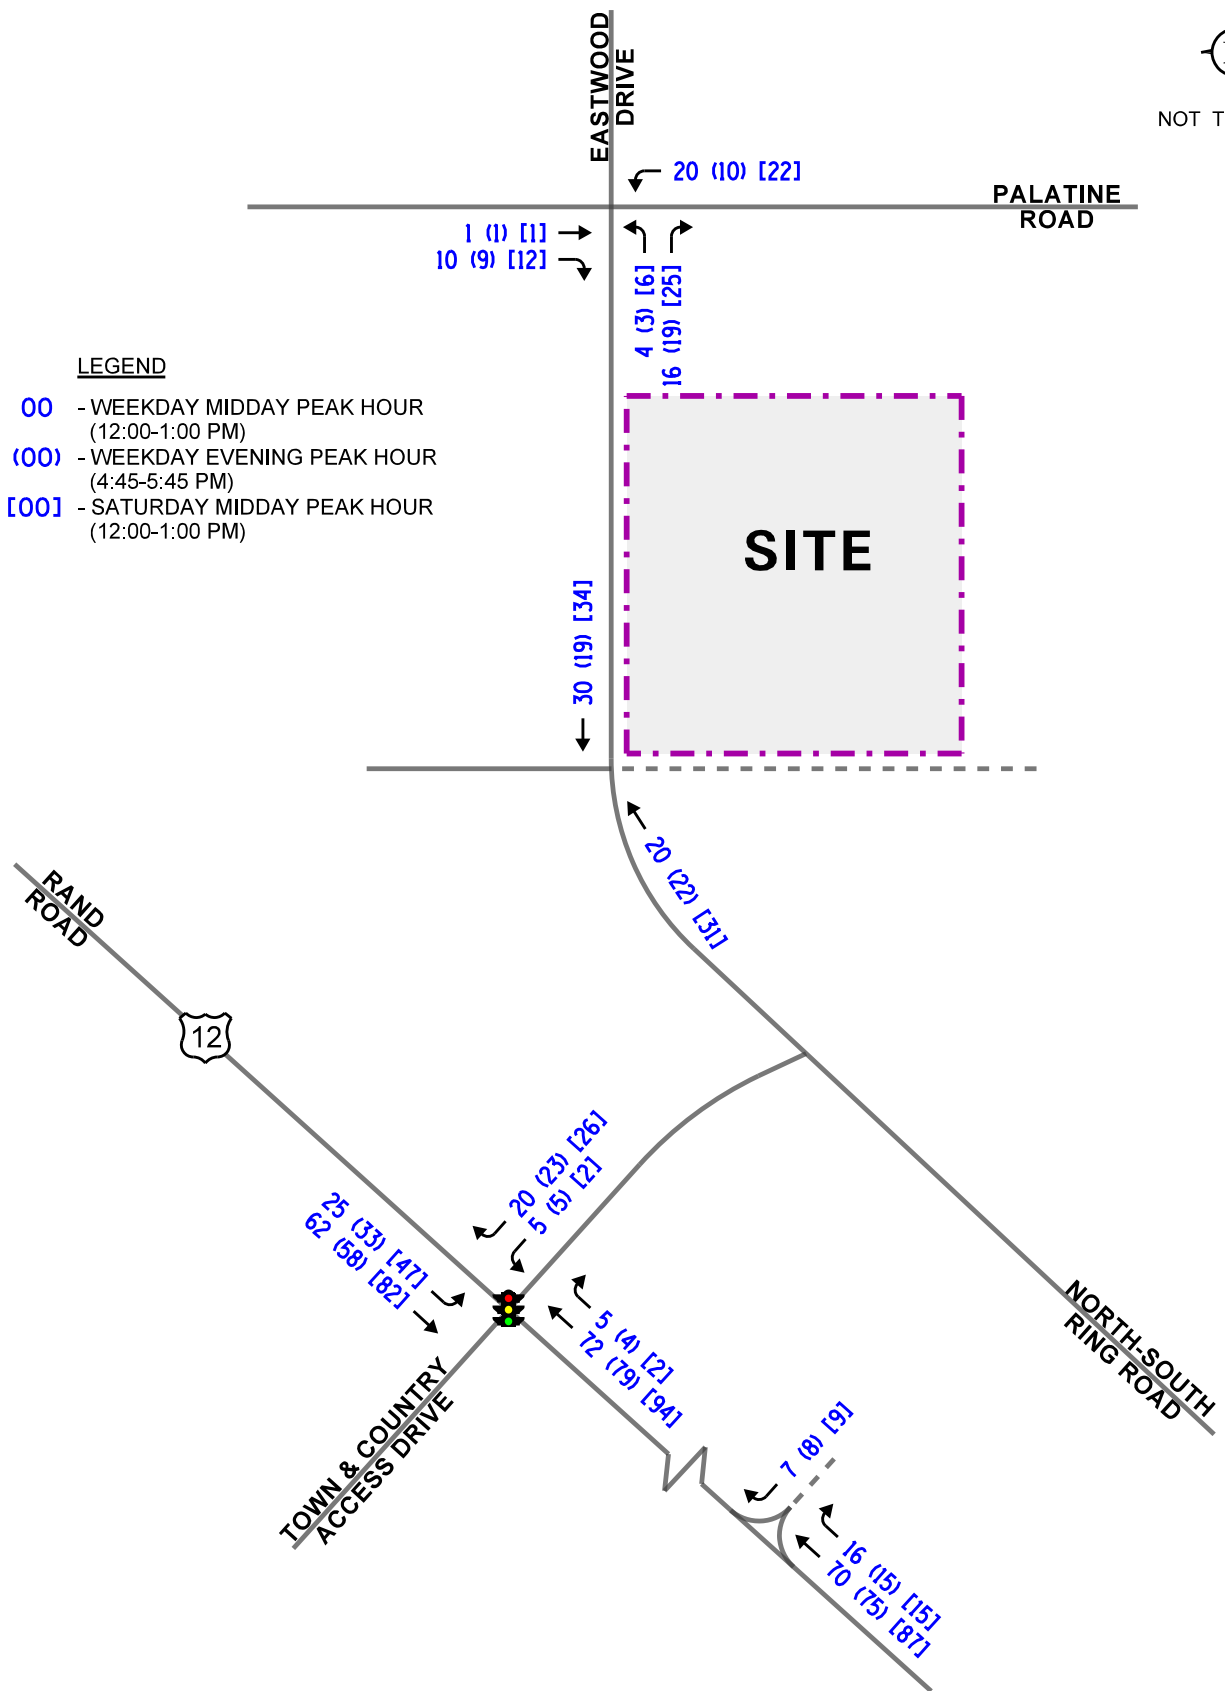 EASTWOOD
DRIVE
NOT T
20 (10) [22]
PALATINE
ROAD
1 (1) [1]
10 (9) [12]
4 (3) [6]
16 (19) [25]
LEGEND
00 - WEEKDAY MIDDAY PEAK HOUR
(12:00-1:00 PM)
(00) - WEEKDAY EVENING PEAK HOUR
(4:45-5:45 PM)
[00] - SATURDAY MIDDAY PEAK HOUR
(12:00-1:00 PM)
SITE
30 (19) [34]
20 (22) [31]
RAND
ROAD
12
20 (23) [26]
5 (5) [2]
25 (33) [47]
62 (58) [82]
5 (4) [2]
72 (79) [94]
NORTH-SOUTH
RING ROAD
TOWN & COUNTRY
ACCESS DRIVE
7 (8) [9]
16 (15) [15]
70 (75) [87]